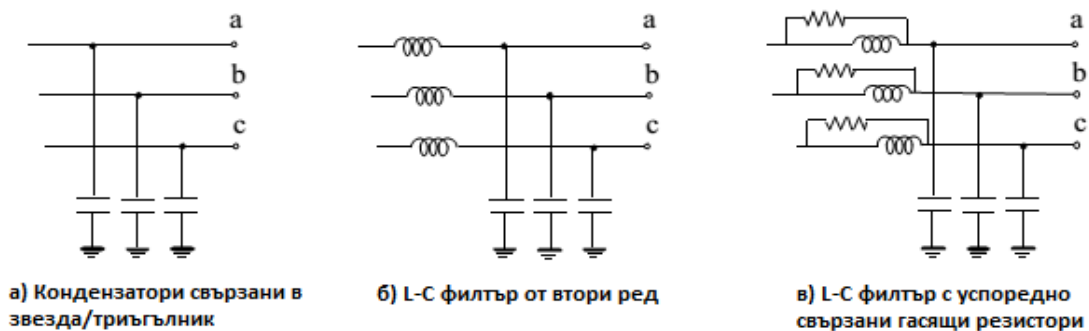 a
b
c
a
b
c
a
b
c
а) Кондензатори свързани в
звезда/триъгълник
б) L-C филтър от втори ред
в) L-C филтър с успоредно
свързани гасящи резистори